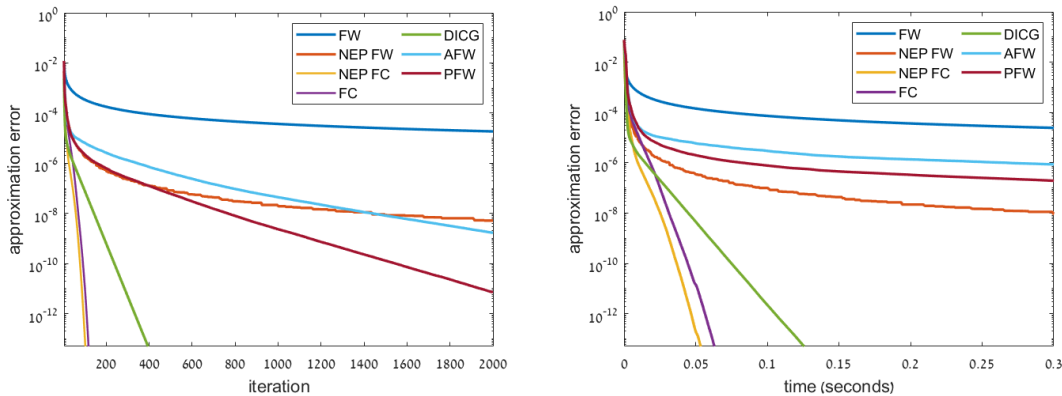 10^0
10^-2
10^-4
10^-6
10^-8
10^-10
10^-12
approximation error
FW
NEP FW
NEP FC
FC
DICG
AFW
PFW
200 400 600 800 1000 1200 1400 1600 1800 2000
iteration
10^0
10^-2
10^-4
10^-6
10^-8
10^-10
10^-12
approximation error
FW
NEP FW
NEP FC
FC
DICG
AFW
PFW
0 0.05 0.1 0.15 0.2 0.25 0.3
time (seconds)